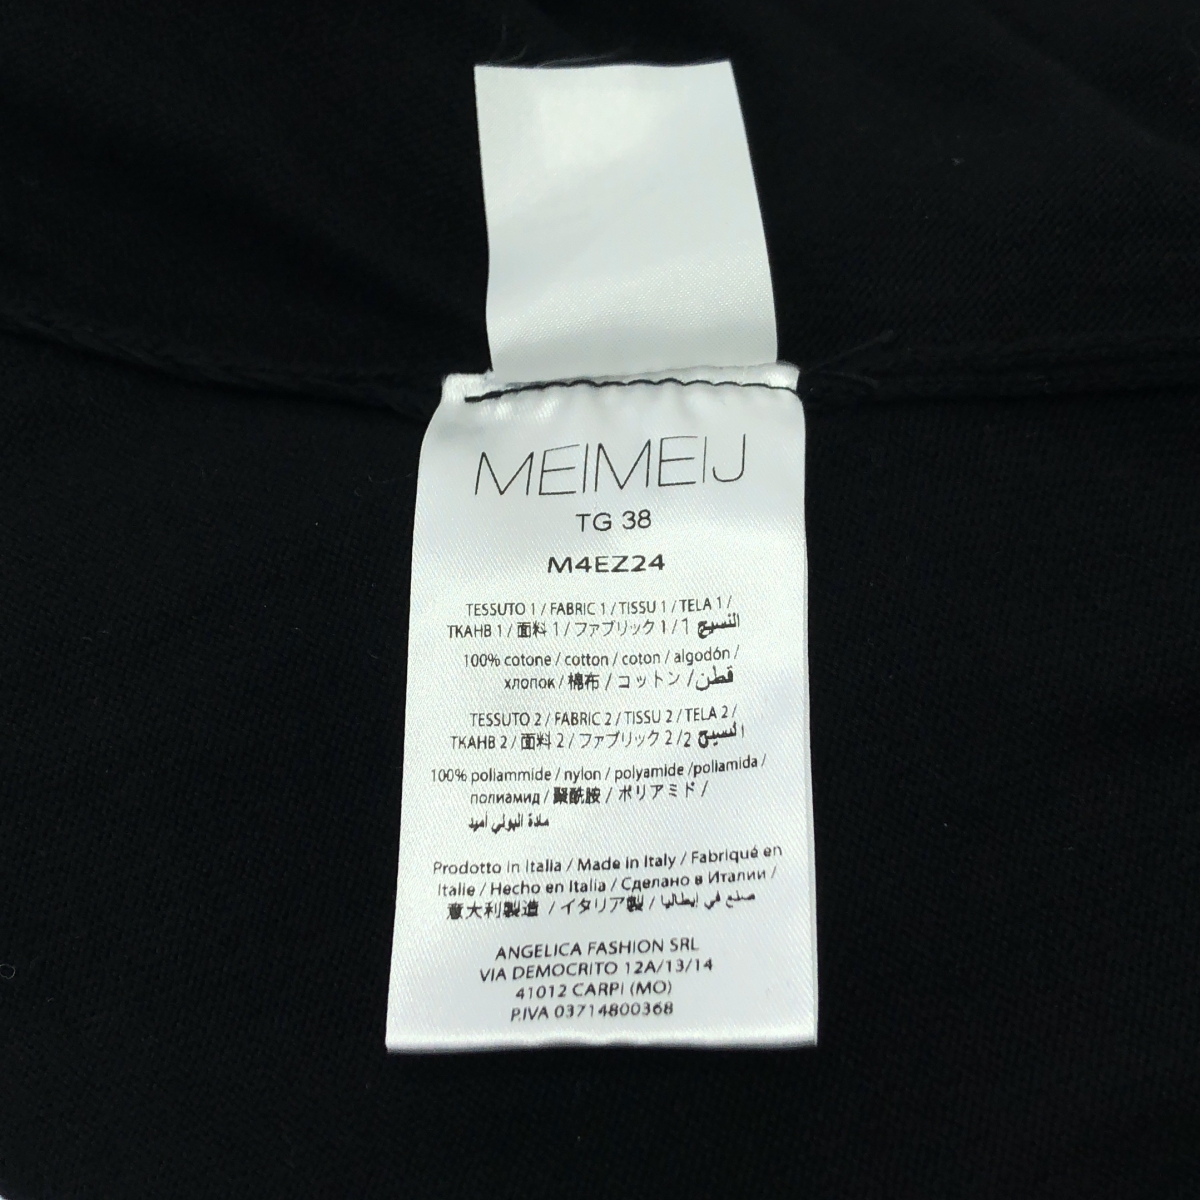 MEIMEIJ
TG 38
M4EZ24
TESSUTO 1 / FABRIC 1 / TISSU 1 / TELA 1 /
ТКАНВ 1 / 面料 1 / ファブリック 1 / 1 النسيج
100% cotone / cotton / coton / algodón /
хлопок / 棉布 / コットン / قطن
TESSUTO 2 / FABRIC 2 / TISSU 2 / TELA 2 /
ТКАНВ 2 / 面料 2 / ファブリック 2 / 2 النسيج
100% poliammide / nylon / polyamide /poliamida /
полиамид / 聚酰胺 / ポリアミド /
مادة البولي أميد
Prodotto in Italia / Made in Italy / Fabriqué en
Italie / Hecho en Italia / Сделано в Италии /
意大利製造 / イタリア製 / صنع في إيطاليا
ANGELICA FASHION SRL
VIA DEMOCRITO 12A/13/14
41012 CARPI (MO)
P.IVA 03714800368